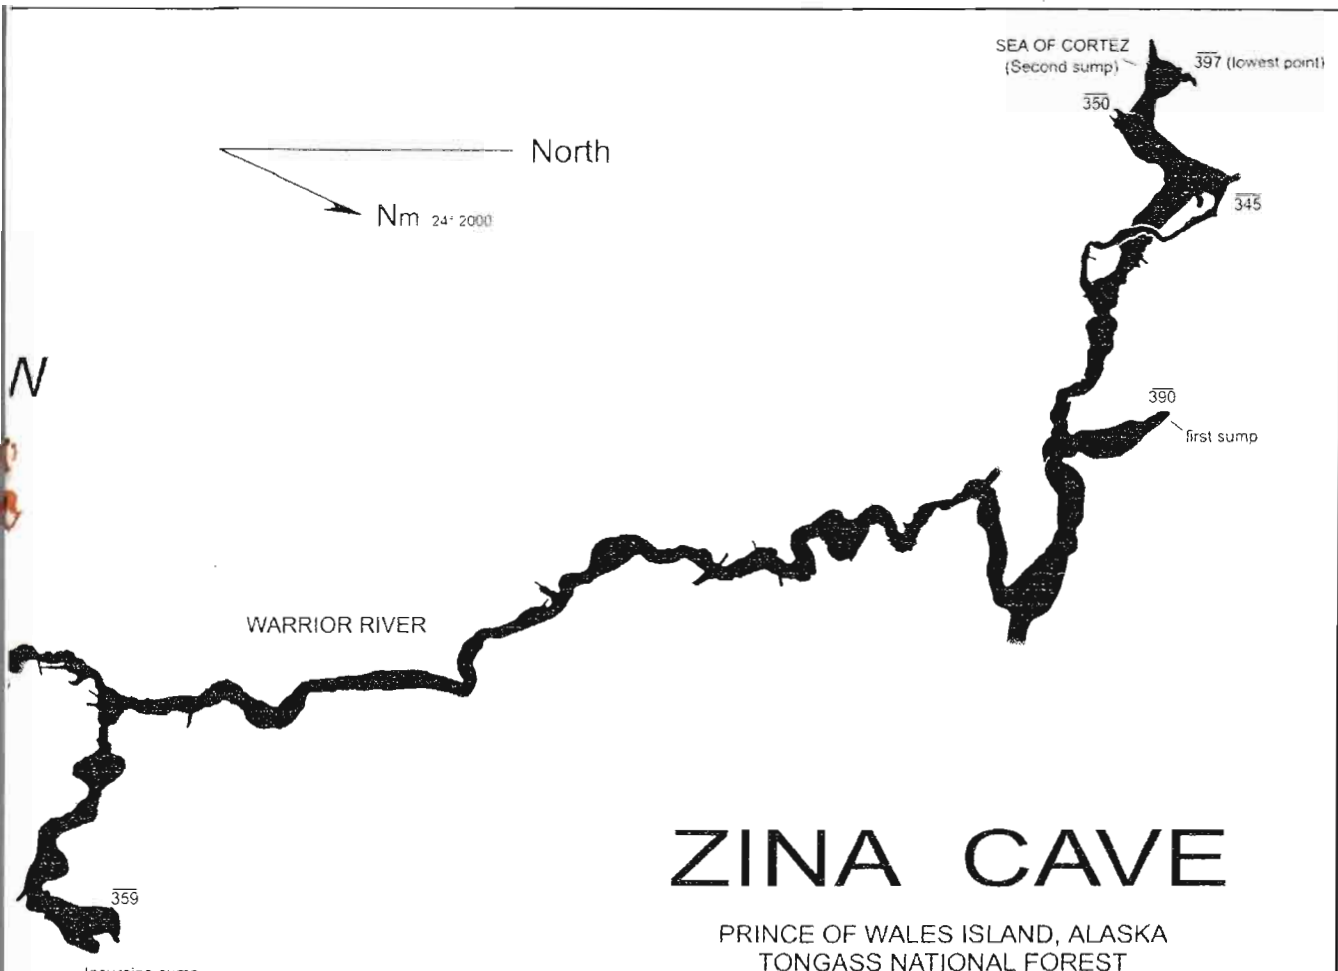 SEA OF CORTEZ
(Second sump)
397 (lowest point)
350
North
Nm 24° 2000
345
N
390
first sump
WARRIOR RIVER
ZINA CAVE
359
PRINCE OF WALES ISLAND, ALASKA
TONGASS NATIONAL FOREST